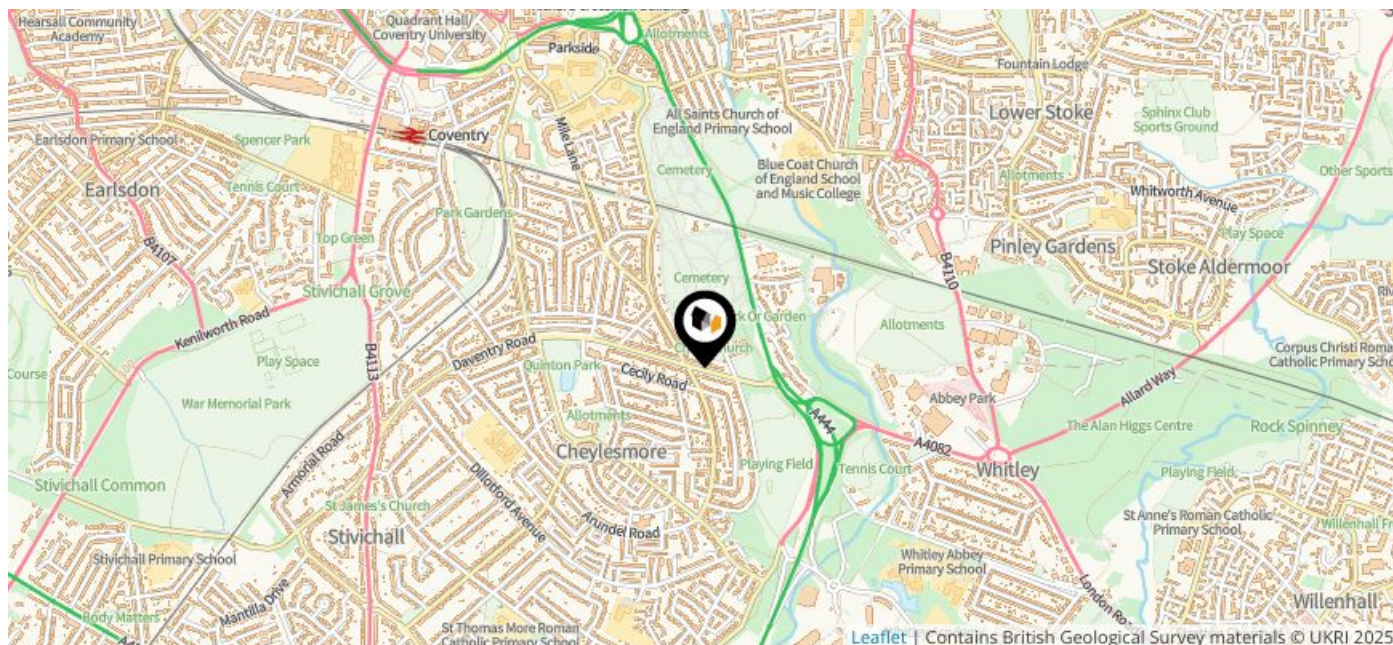 Hearsall Community
Academy
Quadrant Hall/
Coventry University
Building
Allotments
Parkside
Fountain Lodge
Lower Stoke
Sphinx Club
Sports Ground
All Saints Church of
England Primary School
Earlsdon Primary School
Spencer Park
Coventry
Mile Lane
Cemetery
Blue Coat Church
of England School
and Music College
Allotments
Whitworth Avenue
Other Sports
Earlsdon
Tennis Court
Park Gardens
Play Space
Top Green
B4107
Pinley Gardens
Stoke Aldermoor
Stivichall Grove
Cemetery
B4110
Kenilworth Road
Or Garden
Allotments
Play Space
B4113
Daventry Road
Quinton Park
Cecily Road
Church
Corpus Christi Roma
Catholic Primary Scho
Course
War Memorial Park
Abbey Park
Allard Way
Allotments
A444
The Alan Higgs Centre
Rock Spinney
Armorial Road
Cheylesmore
A4082
Stivichall Common
Dillotford Avenue
Playing Field
Tennis Court
Whitley
Playing Field
St James's Church
Arundel Road
St Anne's Roman Catholic
Primary School
Willenhall Fr
Stivichall
Stivichall Primary School
Whitley Abbey
Primary School
Mantilla Drive
London Ro
Willenhall
Body Matters
St Thomas More Roman
Catholic Primary School
Leaflet | Contains British Geological Survey materials © UKRI 2025